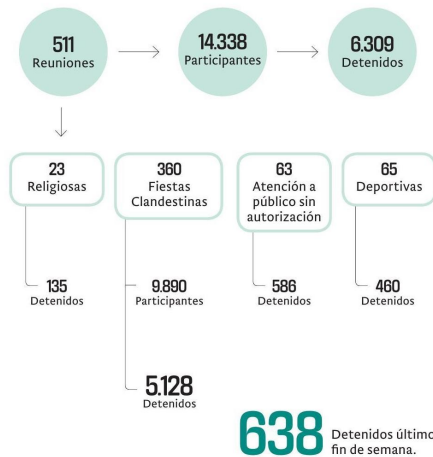 511
Reuniones
14.338
Participantes
6.309
Detenidos
23
Religiosas
360
Fiestas
Clandestinas
63
Atención a
público sin
autorización
65
Deportivas
135
Detenidos
9.890
Participantes
586
Detenidos
460
Detenidos
5.128
Detenidos
638
Detenidos último
fin de semana.